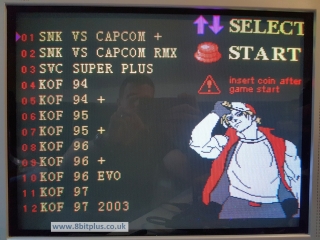 01 SNK VS CAPCOM +
02 SNK VS CAPCOM RMX
03 SVC SUPER PLUS
04 KOF 94
05 KOF 94 +
06 KOF 95
07 KOF 95 +
08 KOF 96
09 KOF 96 +
10 KOF 96 EVO
11 KOF 97
12 KOF 97 2003
SELECT
START
insert coin after
game start
www.8bitplus.co.uk